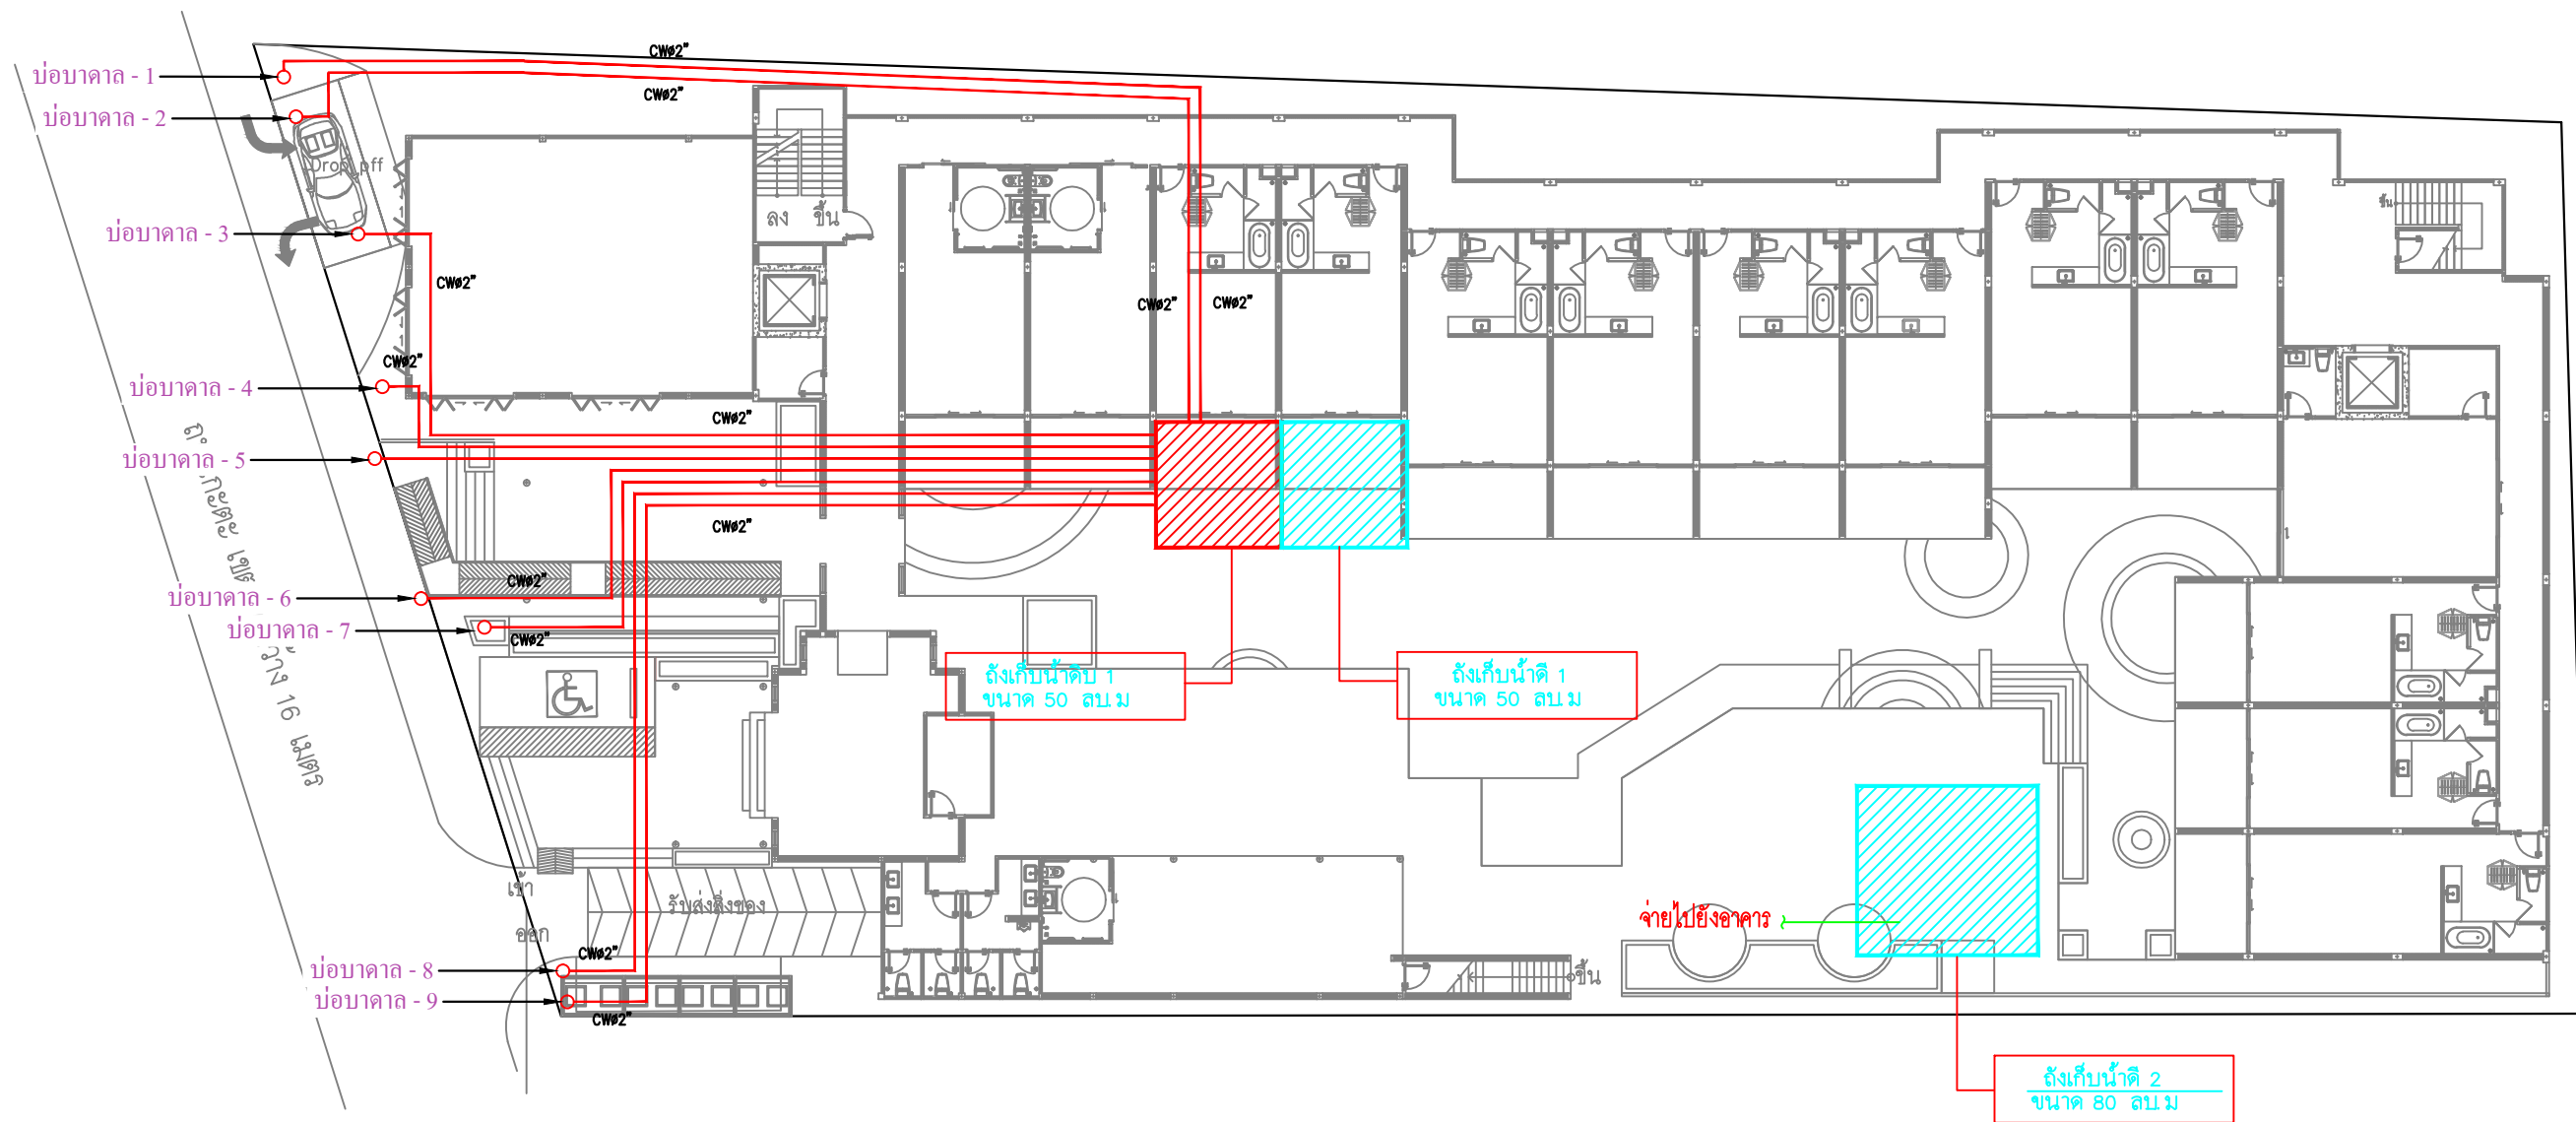 CWø2"
บ่อบาดาล - 1
CWø2"
บ่อบาดาล - 2
ลง ขึ้น
ขึ้น
บ่อบาดาล - 3
CWø2"
CWø2"
CWø2"
CWø2"
บ่อบาดาล - 4
CWø2"
บ่อบาดาล - 5
CWø2"
CWø2"
บ่อบาดาล - 6
บ่อบาดาล - 7
CWø2"
16 เมตร
ถังเก็บน้ำดิบ 1
ขนาด 50 ลบ.ม
ถังเก็บน้ำดี 1
ขนาด 50 ลบ.ม
เข้า
รับส่งสิ่งของ
ออก
จ่ายไปยังอาคาร
CWø2"
บ่อบาดาล - 8
ขึ้น
บ่อบาดาล - 9
CWø2"
ถังเก็บน้ำดี 2
ขนาด 80 ลบ.ม